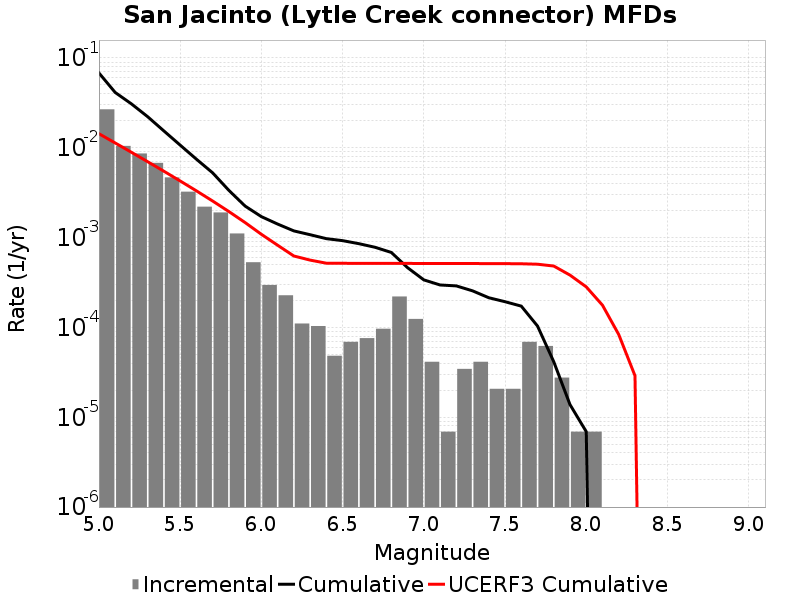 San Jacinto (Lytle Creek connector) MFDs
10^-1
10^-2
10^-3
10^-4
10^-5
10^-6
Rate (1/yr)
5.0 5.5 6.0 6.5 7.0 7.5 8.0 8.5 9.0
Magnitude
Incremental Cumulative UCERF3 Cumulative